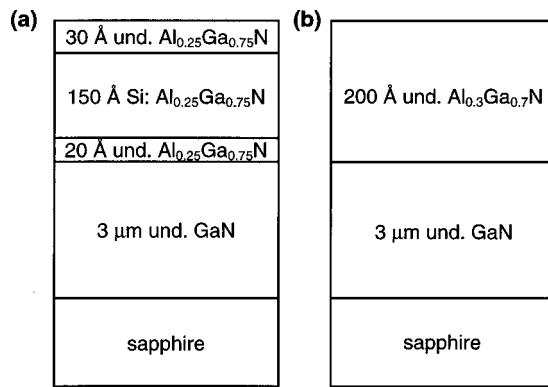 (a)
30 Å und. Al₀.₂₅Ga₀.₇₅N
150 Å Si: Al₀.₂₅Ga₀.₇₅N
20 Å und. Al₀.₂₅Ga₀.₇₅N
3 μm und. GaN
sapphire
(b)
200 Å und. Al₀.₃Ga₀.₇N
3 μm und. GaN
sapphire